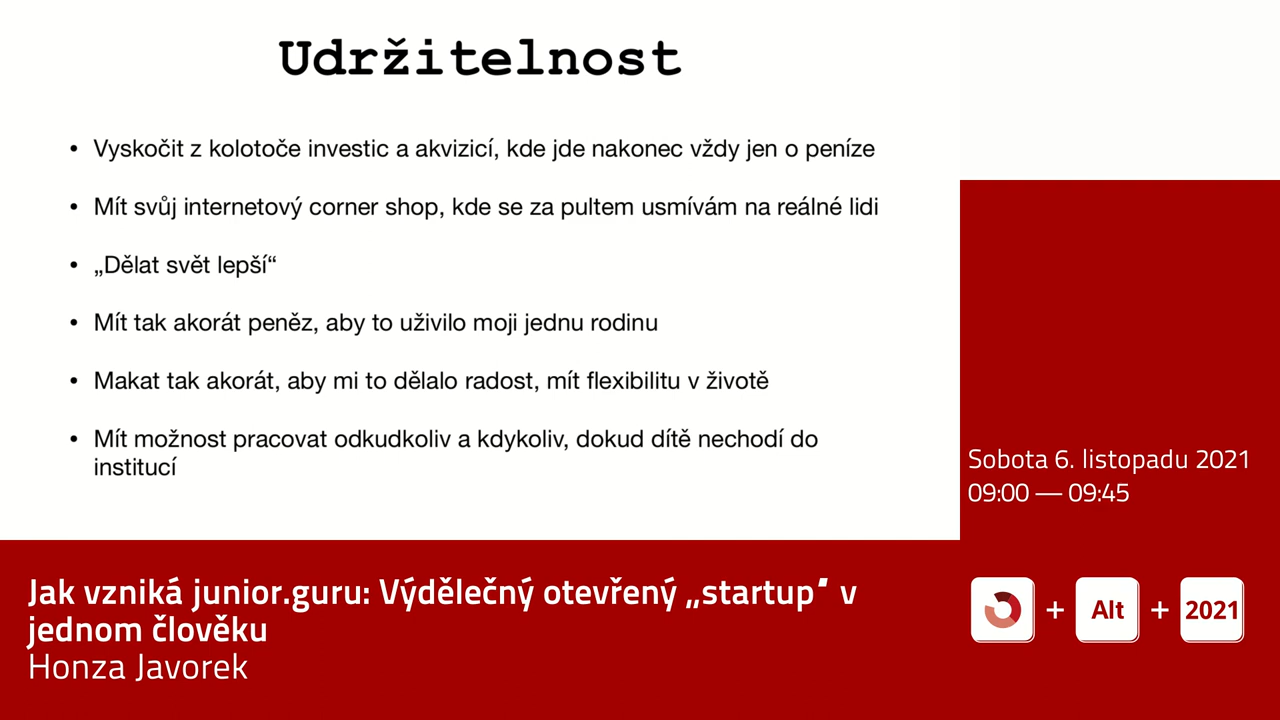 Udržitelnost
• Vyskočit z kolotoče investic a akvizicí, kde jde nakonec vždy jen o peníze
• Mít svůj internetový corner shop, kde se za pultem usmívám na reálné lidi
• „Dělat svět lepší“
• Mít tak akorát peněz, aby to uživilo moji jednu rodinu
• Makat tak akorát, aby mi to dělalo radost, mít flexibilitu v životě
• Mít možnost pracovat odkudkoliv a kdykoliv, dokud dítě nechodí do
institucí
Sobota 6. listopadu 2021
09:00 — 09:45
Jak vzniká junior.guru: Výdělečný otevřený „startup“ v
jednom člověku
Honza Javorek
+ Alt + 2021